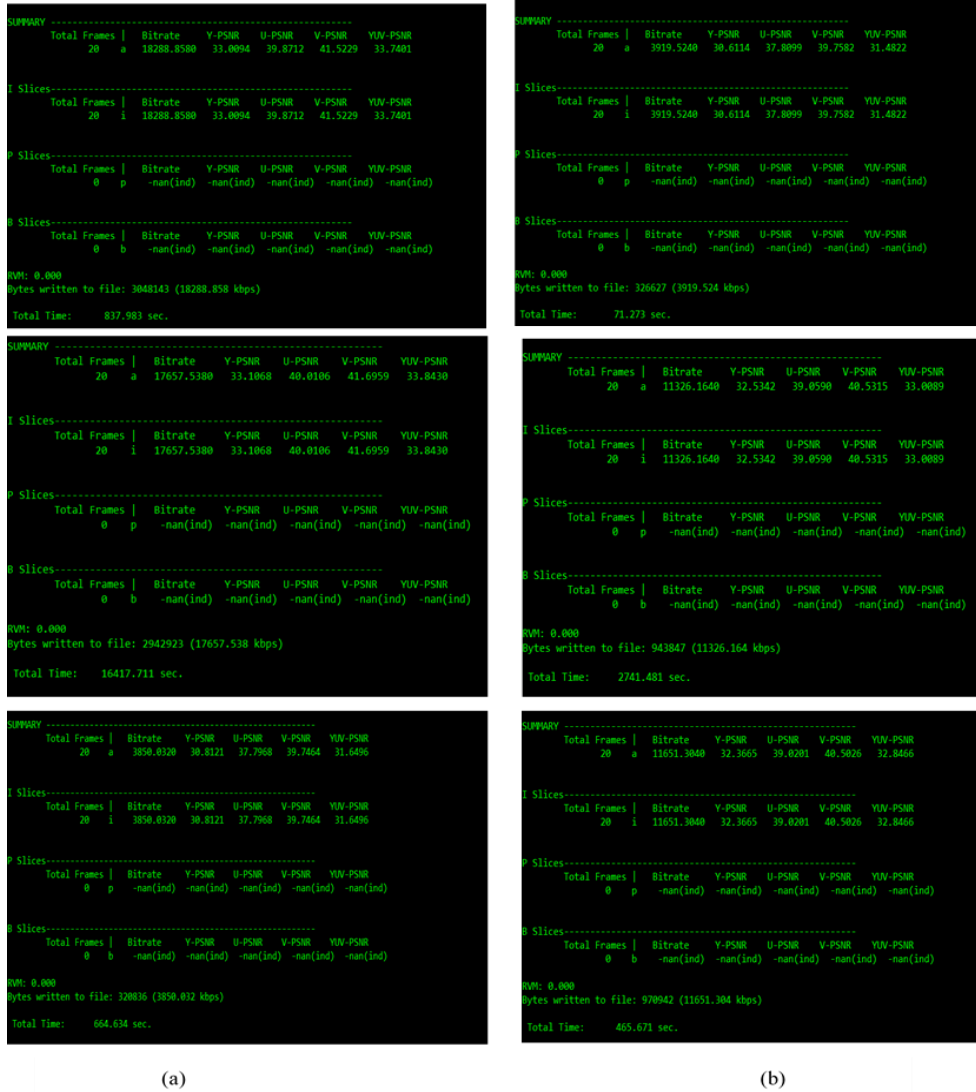 SUMMARY --------------------------------------------------------
Total Frames | Bitrate Y-PSNR U-PSNR V-PSNR YUV-PSNR
20 a 18288.8580 33.0094 39.8712 41.5229 33.7401
I Slices--------------------------------------------------------
Total Frames | Bitrate Y-PSNR U-PSNR V-PSNR YUV-PSNR
20 i 18288.8580 33.0094 39.8712 41.5229 33.7401
P Slices--------------------------------------------------------
Total Frames | Bitrate Y-PSNR U-PSNR V-PSNR YUV-PSNR
0 p -nan(ind) -nan(ind) -nan(ind) -nan(ind) -nan(ind)
B Slices--------------------------------------------------------
Total Frames | Bitrate Y-PSNR U-PSNR V-PSNR YUV-PSNR
0 b -nan(ind) -nan(ind) -nan(ind) -nan(ind) -nan(ind)
RVM: 0.000
Bytes written to file: 3048143 (18288.858 kbps)
Total Time: 837.983 sec.
SUMMARY --------------------------------------------------------
Total Frames | Bitrate Y-PSNR U-PSNR V-PSNR YUV-PSNR
20 a 3919.5240 30.6114 37.8099 39.7582 31.4822
I Slices--------------------------------------------------------
Total Frames | Bitrate Y-PSNR U-PSNR V-PSNR YUV-PSNR
20 i 3919.5240 30.6114 37.8099 39.7582 31.4822
P Slices--------------------------------------------------------
Total Frames | Bitrate Y-PSNR U-PSNR V-PSNR YUV-PSNR
0 p -nan(ind) -nan(ind) -nan(ind) -nan(ind) -nan(ind)
B Slices--------------------------------------------------------
Total Frames | Bitrate Y-PSNR U-PSNR V-PSNR YUV-PSNR
0 b -nan(ind) -nan(ind) -nan(ind) -nan(ind) -nan(ind)
RVM: 0.000
Bytes written to file: 326627 (3919.524 kbps)
Total Time: 71.273 sec.
SUMMARY --------------------------------------------------------
Total Frames | Bitrate Y-PSNR U-PSNR V-PSNR YUV-PSNR
20 a 17657.5380 33.1068 40.0106 41.6959 33.8430
I Slices--------------------------------------------------------
Total Frames | Bitrate Y-PSNR U-PSNR V-PSNR YUV-PSNR
20 i 17657.5380 33.1068 40.0106 41.6959 33.8430
P Slices--------------------------------------------------------
Total Frames | Bitrate Y-PSNR U-PSNR V-PSNR YUV-PSNR
0 p -nan(ind) -nan(ind) -nan(ind) -nan(ind) -nan(ind)
B Slices--------------------------------------------------------
Total Frames | Bitrate Y-PSNR U-PSNR V-PSNR YUV-PSNR
0 b -nan(ind) -nan(ind) -nan(ind) -nan(ind) -nan(ind)
RVM: 0.000
Bytes written to file: 2942923 (17657.538 kbps)
Total Time: 16417.711 sec.
SUMMARY --------------------------------------------------------
Total Frames | Bitrate Y-PSNR U-PSNR V-PSNR YUV-PSNR
20 a 11326.1640 32.5342 39.0590 40.5315 33.0089
I Slices--------------------------------------------------------
Total Frames | Bitrate Y-PSNR U-PSNR V-PSNR YUV-PSNR
20 i 11326.1640 32.5342 39.0590 40.5315 33.0089
P Slices--------------------------------------------------------
Total Frames | Bitrate Y-PSNR U-PSNR V-PSNR YUV-PSNR
0 p -nan(ind) -nan(ind) -nan(ind) -nan(ind) -nan(ind)
B Slices--------------------------------------------------------
Total Frames | Bitrate Y-PSNR U-PSNR V-PSNR YUV-PSNR
0 b -nan(ind) -nan(ind) -nan(ind) -nan(ind) -nan(ind)
RVM: 0.000
Bytes written to file: 943847 (11326.164 kbps)
Total Time: 2741.481 sec.
SUMMARY --------------------------------------------------------
Total Frames | Bitrate Y-PSNR U-PSNR V-PSNR YUV-PSNR
20 a 3850.0320 30.8121 37.7968 39.7464 31.6496
I Slices--------------------------------------------------------
Total Frames | Bitrate Y-PSNR U-PSNR V-PSNR YUV-PSNR
20 i 3850.0320 30.8121 37.7968 39.7464 31.6496
P Slices--------------------------------------------------------
Total Frames | Bitrate Y-PSNR U-PSNR V-PSNR YUV-PSNR
0 p -nan(ind) -nan(ind) -nan(ind) -nan(ind) -nan(ind)
B Slices--------------------------------------------------------
Total Frames | Bitrate Y-PSNR U-PSNR V-PSNR YUV-PSNR
0 b -nan(ind) -nan(ind) -nan(ind) -nan(ind) -nan(ind)
RVM: 0.000
Bytes written to file: 320836 (3850.032 kbps)
Total Time: 664.634 sec.
SUMMARY --------------------------------------------------------
Total Frames | Bitrate Y-PSNR U-PSNR V-PSNR YUV-PSNR
20 a 11651.3040 32.3665 39.0201 40.5026 32.8466
I Slices--------------------------------------------------------
Total Frames | Bitrate Y-PSNR U-PSNR V-PSNR YUV-PSNR
20 i 11651.3040 32.3665 39.0201 40.5026 32.8466
P Slices--------------------------------------------------------
Total Frames | Bitrate Y-PSNR U-PSNR V-PSNR YUV-PSNR
0 p -nan(ind) -nan(ind) -nan(ind) -nan(ind) -nan(ind)
B Slices--------------------------------------------------------
Total Frames | Bitrate Y-PSNR U-PSNR V-PSNR YUV-PSNR
0 b -nan(ind) -nan(ind) -nan(ind) -nan(ind) -nan(ind)
RVM: 0.000
Bytes written to file: 970942 (11651.304 kbps)
Total Time: 465.671 sec.
(a)
(b)